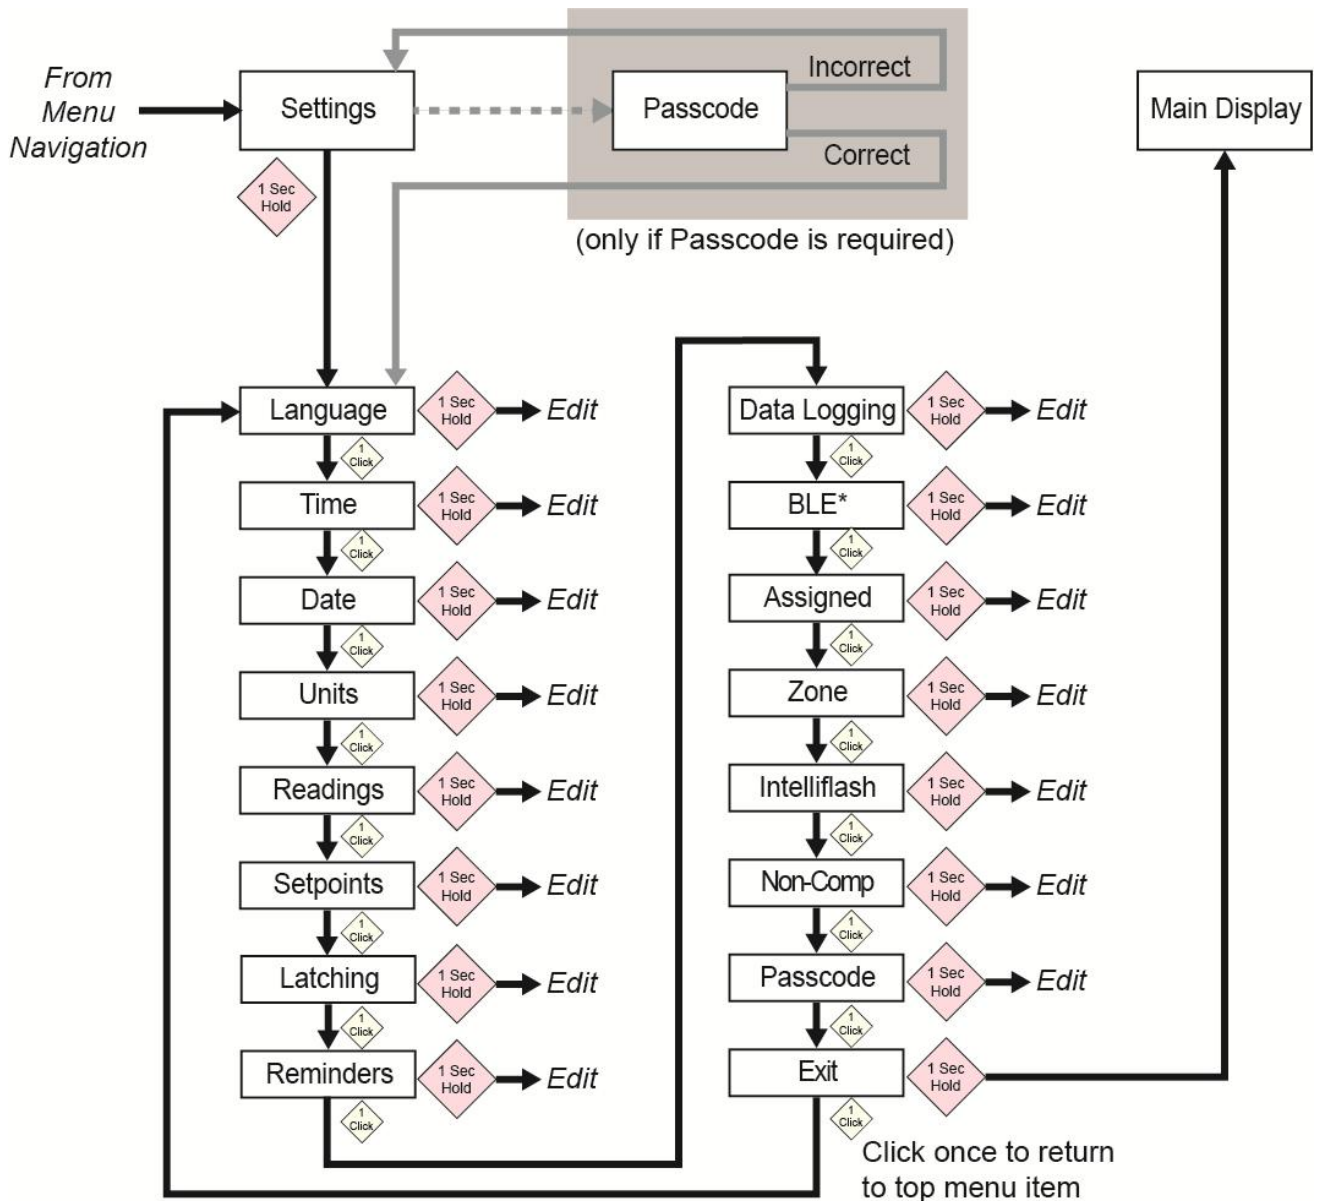 From
Menu
Navigation
Settings
1 Sec
Hold
Passcode
Incorrect
Correct
(only if Passcode is required)
Main Display
Language
1 Sec
Hold
Edit
1
Click
Time
1 Sec
Hold
Edit
1
Click
Date
1 Sec
Hold
Edit
1
Click
Units
1 Sec
Hold
Edit
1
Click
Readings
1 Sec
Hold
Edit
1
Click
Setpoints
1 Sec
Hold
Edit
1
Click
Latching
1 Sec
Hold
Edit
1
Click
Reminders
1 Sec
Hold
Edit
1
Click
Data Logging
1 Sec
Hold
Edit
1
Click
BLE*
1 Sec
Hold
Edit
1
Click
Assigned
1 Sec
Hold
Edit
1
Click
Zone
1 Sec
Hold
Edit
1
Click
Intelliflash
1 Sec
Hold
Edit
1
Click
Non-Comp
1 Sec
Hold
Edit
1
Click
Passcode
1 Sec
Hold
Edit
1
Click
Exit
1 Sec
Hold
1
Click
Click once to return
to top menu item